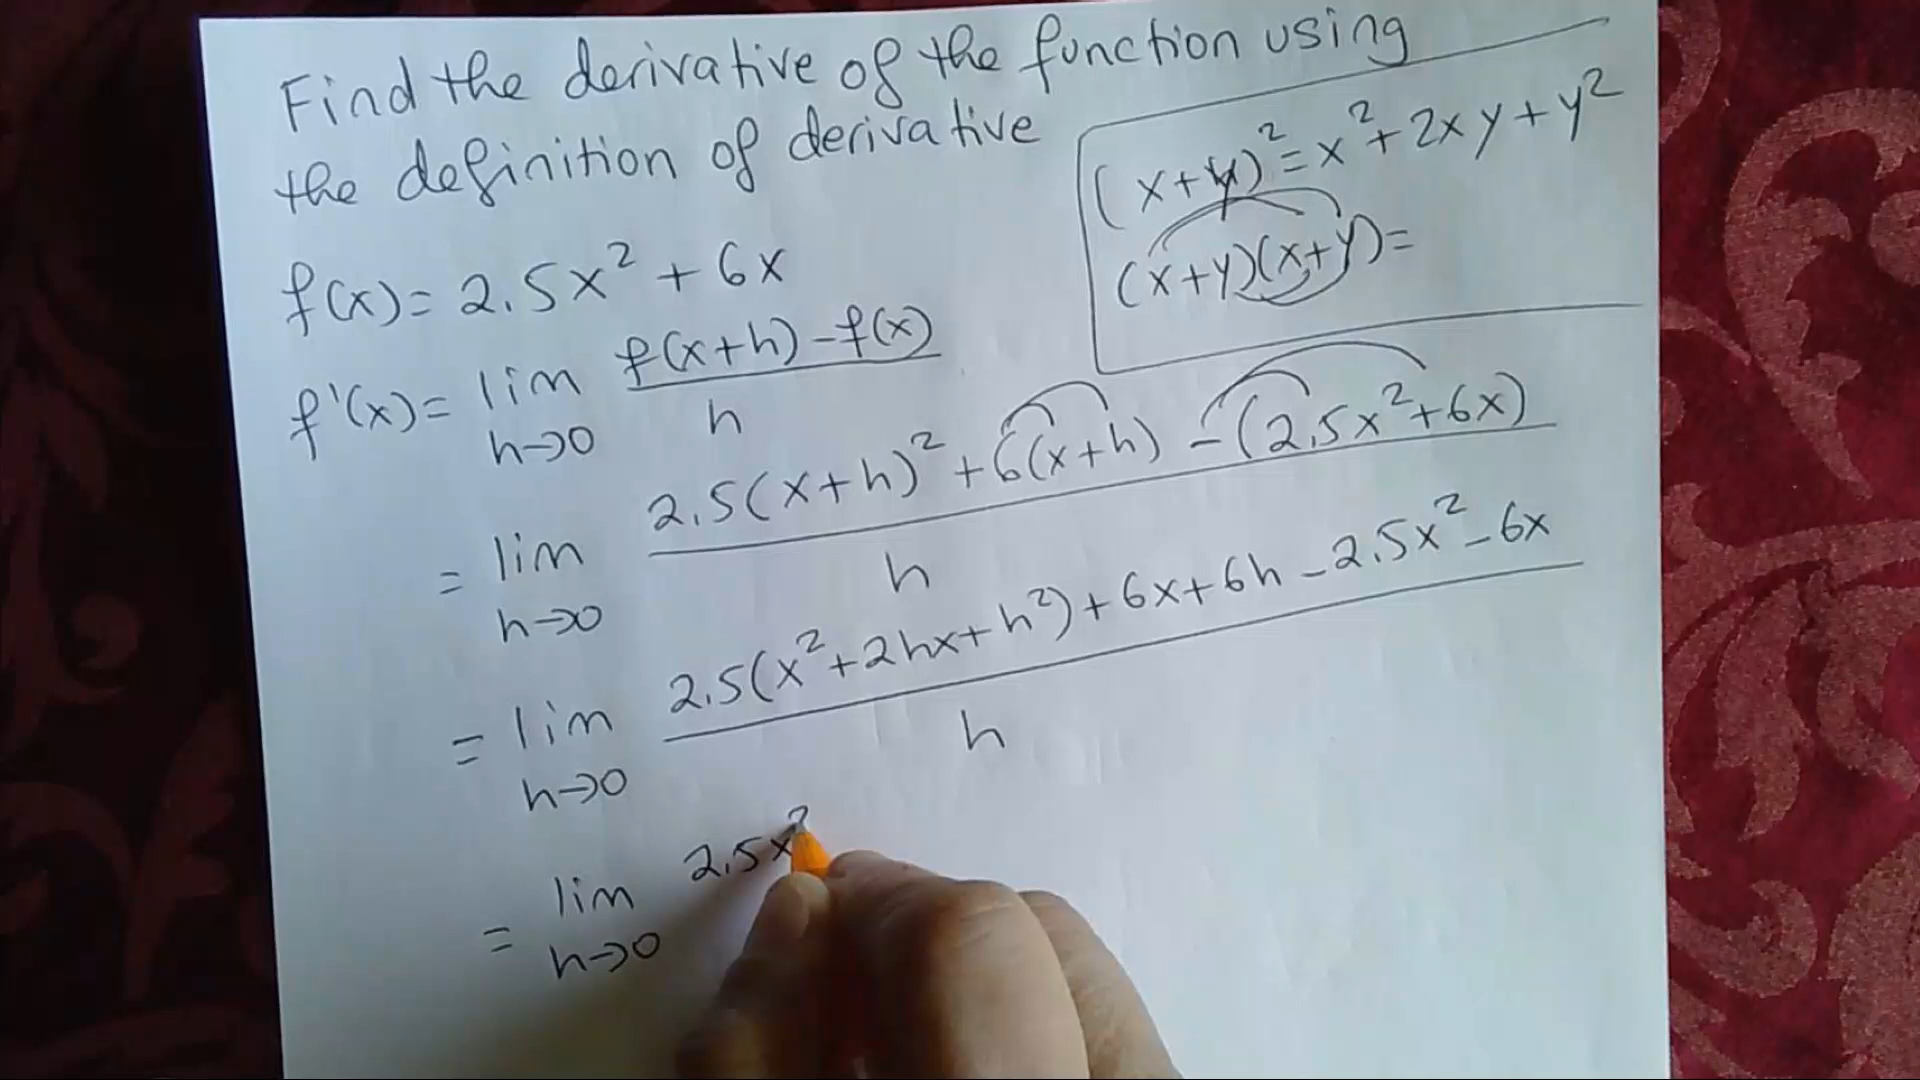 Find the derivative of the function using
the definition of derivative
(x+y)²=x²+2xy+y²
(x+y)(x+y)=
f(x)=2.5x²+6x
f'(x)= lim f(x+h)-f(x)
h→0 h
= lim 2.5(x+h)²+6(x+h)-(2.5x²+6x)
h→0 h
= lim 2.5(x²+2hx+h²)+6x+6h-2.5x²-6x
h→0 h
= lim 2.5x²
h→0